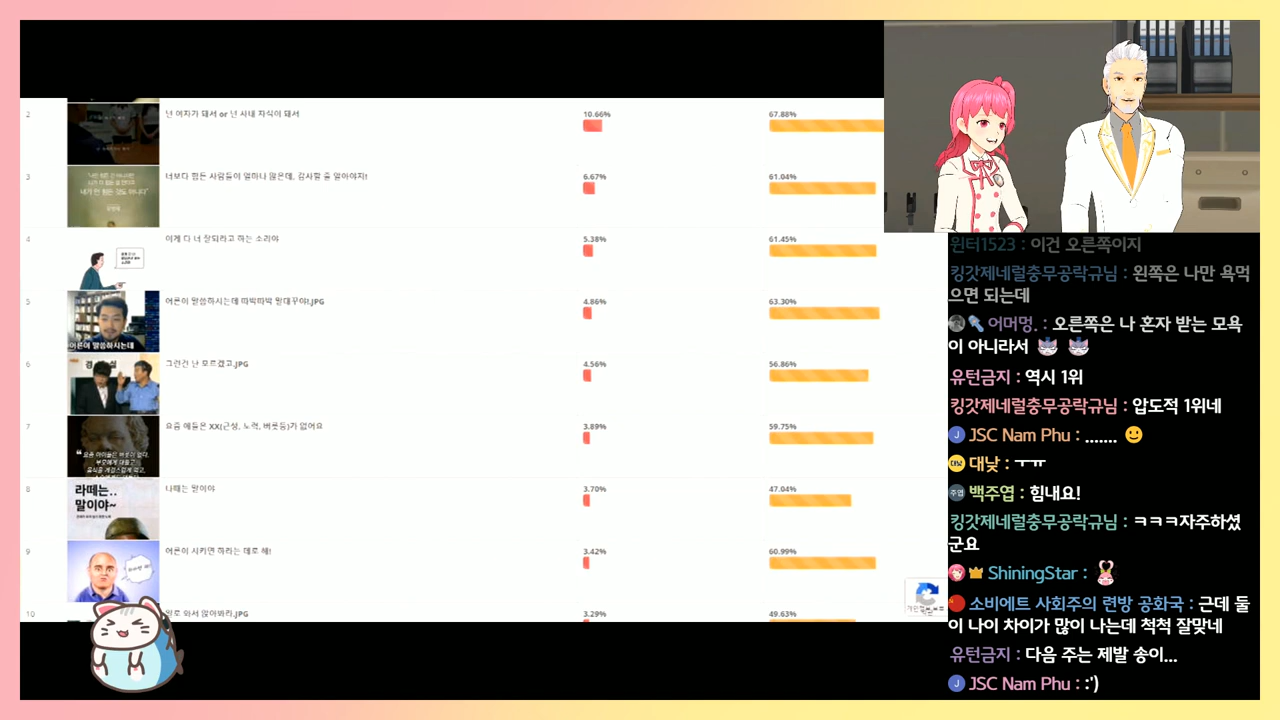 2 넌 여자가 돼서 or 넌 사내 자식이 돼서 10.66% 67.88%
3 너보다 힘든 사람들이 얼마나 많은데, 감사할 줄 알아야지! 6.67% 61.04%
4 이게 다 너 잘되라고 하는 소리야 5.38% 61.45%
5 어른이 말씀하시는데 따박따박 말대꾸야!.JPG 4.86% 63.30%
어른이 말씀하시는데
6 그런건 난 모르겠고.JPG 4.56% 56.86%
7 요즘 애들은 XX(근성, 노력, 버릇등)가 없어요 3.89% 59.75%
8 나때는 말이야 3.70% 47.04%
라떼는..
말이야~
9 어른이 시키면 하라는 데로 해! 3.42% 60.99%
10 일로 와서 앉아봐라.JPG 3.29% 49.63%
윈터1523 : 이건 오른쪽이지
킹갓제네럴충무공락규님 : 왼쪽은 나만 욕먹
으면 되는데
어머멍. : 오른쪽은 나 혼자 받는 모욕
이 아니라서
유턴금지 : 역시 1위
킹갓제네럴충무공락규님 : 압도적 1위네
J JSC Nam Phu : .......
대낮 대낮 : ㅜㅠ
주엽 백주엽 : 힘내요!
킹갓제네럴충무공락규님 : ㅋㅋㅋ자주하셨
군요
ShiningStar :
소비에트 사회주의 련방 공화국 : 근데 둘
이 나이 차이가 많이 나는데 척척 잘맞네
유턴금지 : 다음 주는 제발 송이...
J JSC Nam Phu : :')